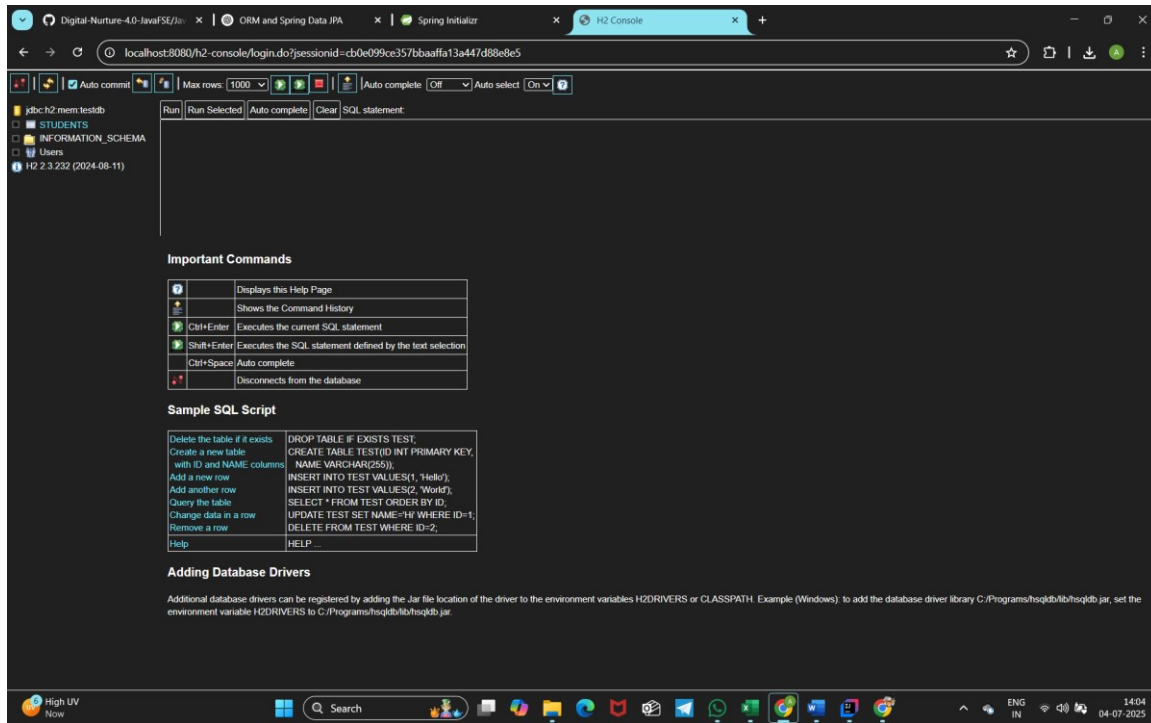 Digital-Nurture-4.0-JavaFSE/Jav
ORM and Spring Data JPA
Spring Initializr
H2 Console
localhost:8080/h2-console/login.do?jsessionid=cb0e099ce357bbaaffa13a447d88e8e5
A
Auto commit Max rows: 1000 Auto complete Off Auto select On
jdbc:h2:mem:testdb
STUDENTS
INFORMATION_SCHEMA
Users
H2 2.3.232 (2024-08-11)
Run Run Selected Auto complete Clear SQL statement:
Important Commands
Displays this Help Page
Shows the Command History
Ctrl+Enter Executes the current SQL statement
Shift+Enter Executes the SQL statement defined by the text selection
Ctrl+Space Auto complete
Disconnects from the database
Sample SQL Script
Delete the table if it exists DROP TABLE IF EXISTS TEST;
Create a new table CREATE TABLE TEST(ID INT PRIMARY KEY,
with ID and NAME columns NAME VARCHAR(255));
Add a new row INSERT INTO TEST VALUES(1, 'Hello');
Add another row INSERT INTO TEST VALUES(2, 'World');
Query the table SELECT * FROM TEST ORDER BY ID;
Change data in a row UPDATE TEST SET NAME='Hi' WHERE ID=1;
Remove a row DELETE FROM TEST WHERE ID=2;
Help HELP ...
Adding Database Drivers
Additional database drivers can be registered by adding the Jar file location of the driver to the environment variables H2DRIVERS or CLASSPATH. Example (Windows): to add the database driver library C:/Programs/hsqldb/lib/hsqldb.jar, set the
environment variable H2DRIVERS to C:/Programs/hsqldb/lib/hsqldb.jar.
High UV
Now
Search
ENG
IN
14:04
04-07-2025